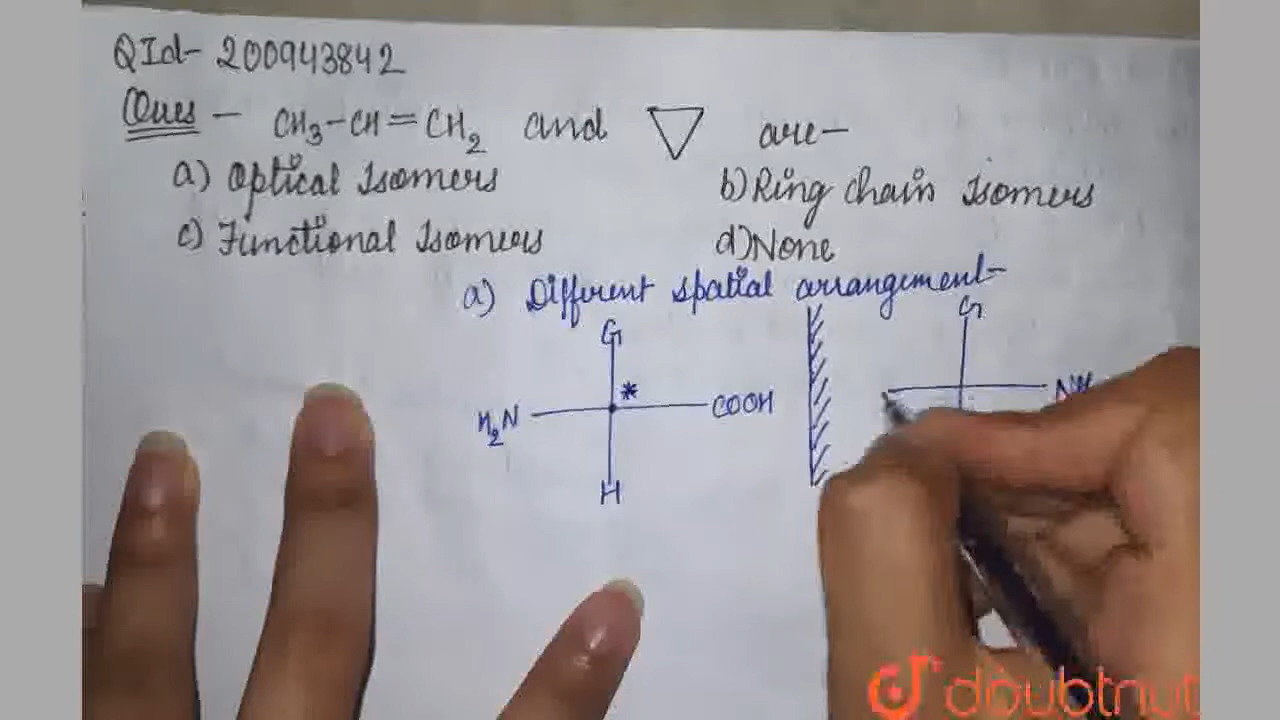 QId- 200943842
Ques - CH3-CH=CH2 and ▽ are-
a) Optical Isomers b) Ring chain Isomers
c) Functional Isomers d) None
a) Different spatial arrangement-
G G
*
H2N COOH
H
doubtnut